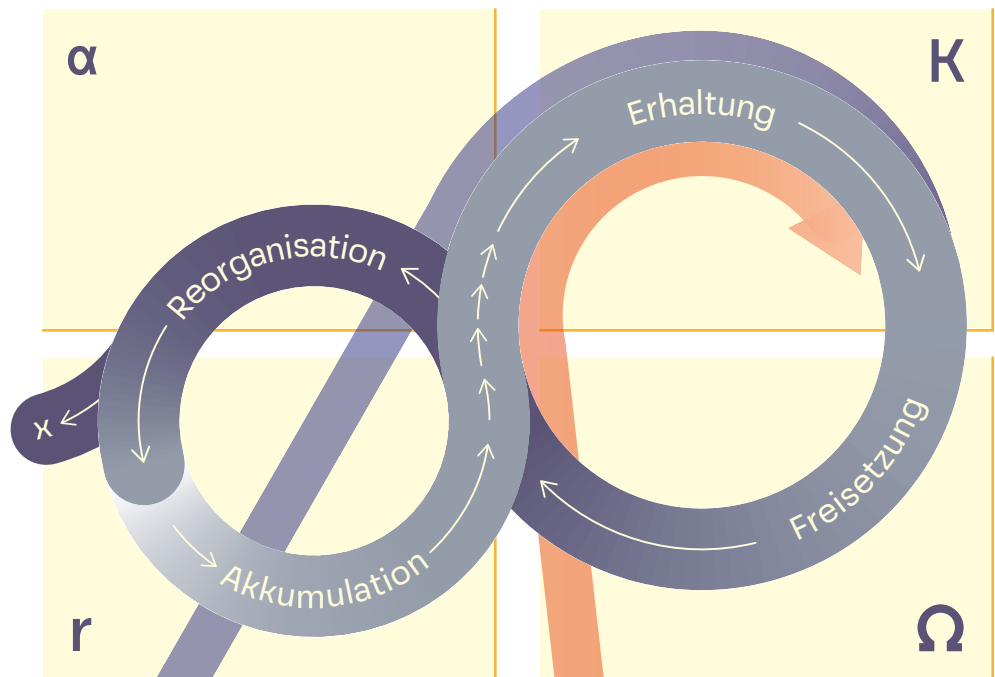 α
K
Erhaltung
Reorganisation
x
Freisetzung
Akkumulation
r
Ω